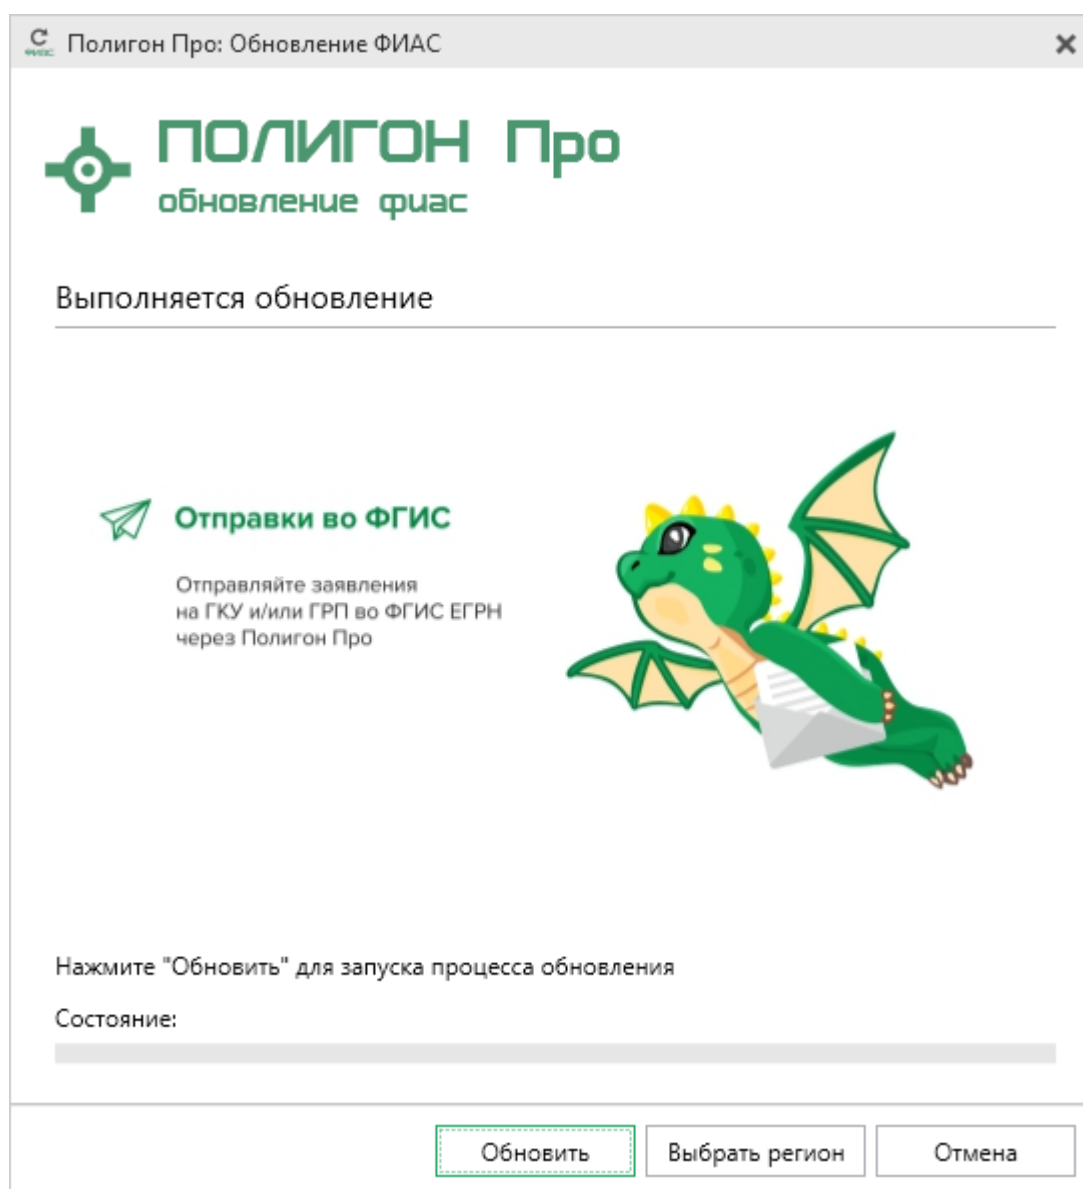 ФИАС
Полигон Про: Обновление ФИАС
ПОЛИГОН Про
обновление фиас
Выполняется обновление
Отправки во ФГИС
Отправляйте заявления
на ГКУ и/или ГРП во ФГИС ЕГРН
через Полигон Про
Нажмите "Обновить" для запуска процесса обновления
Состояние:
Обновить
Выбрать регион
Отмена